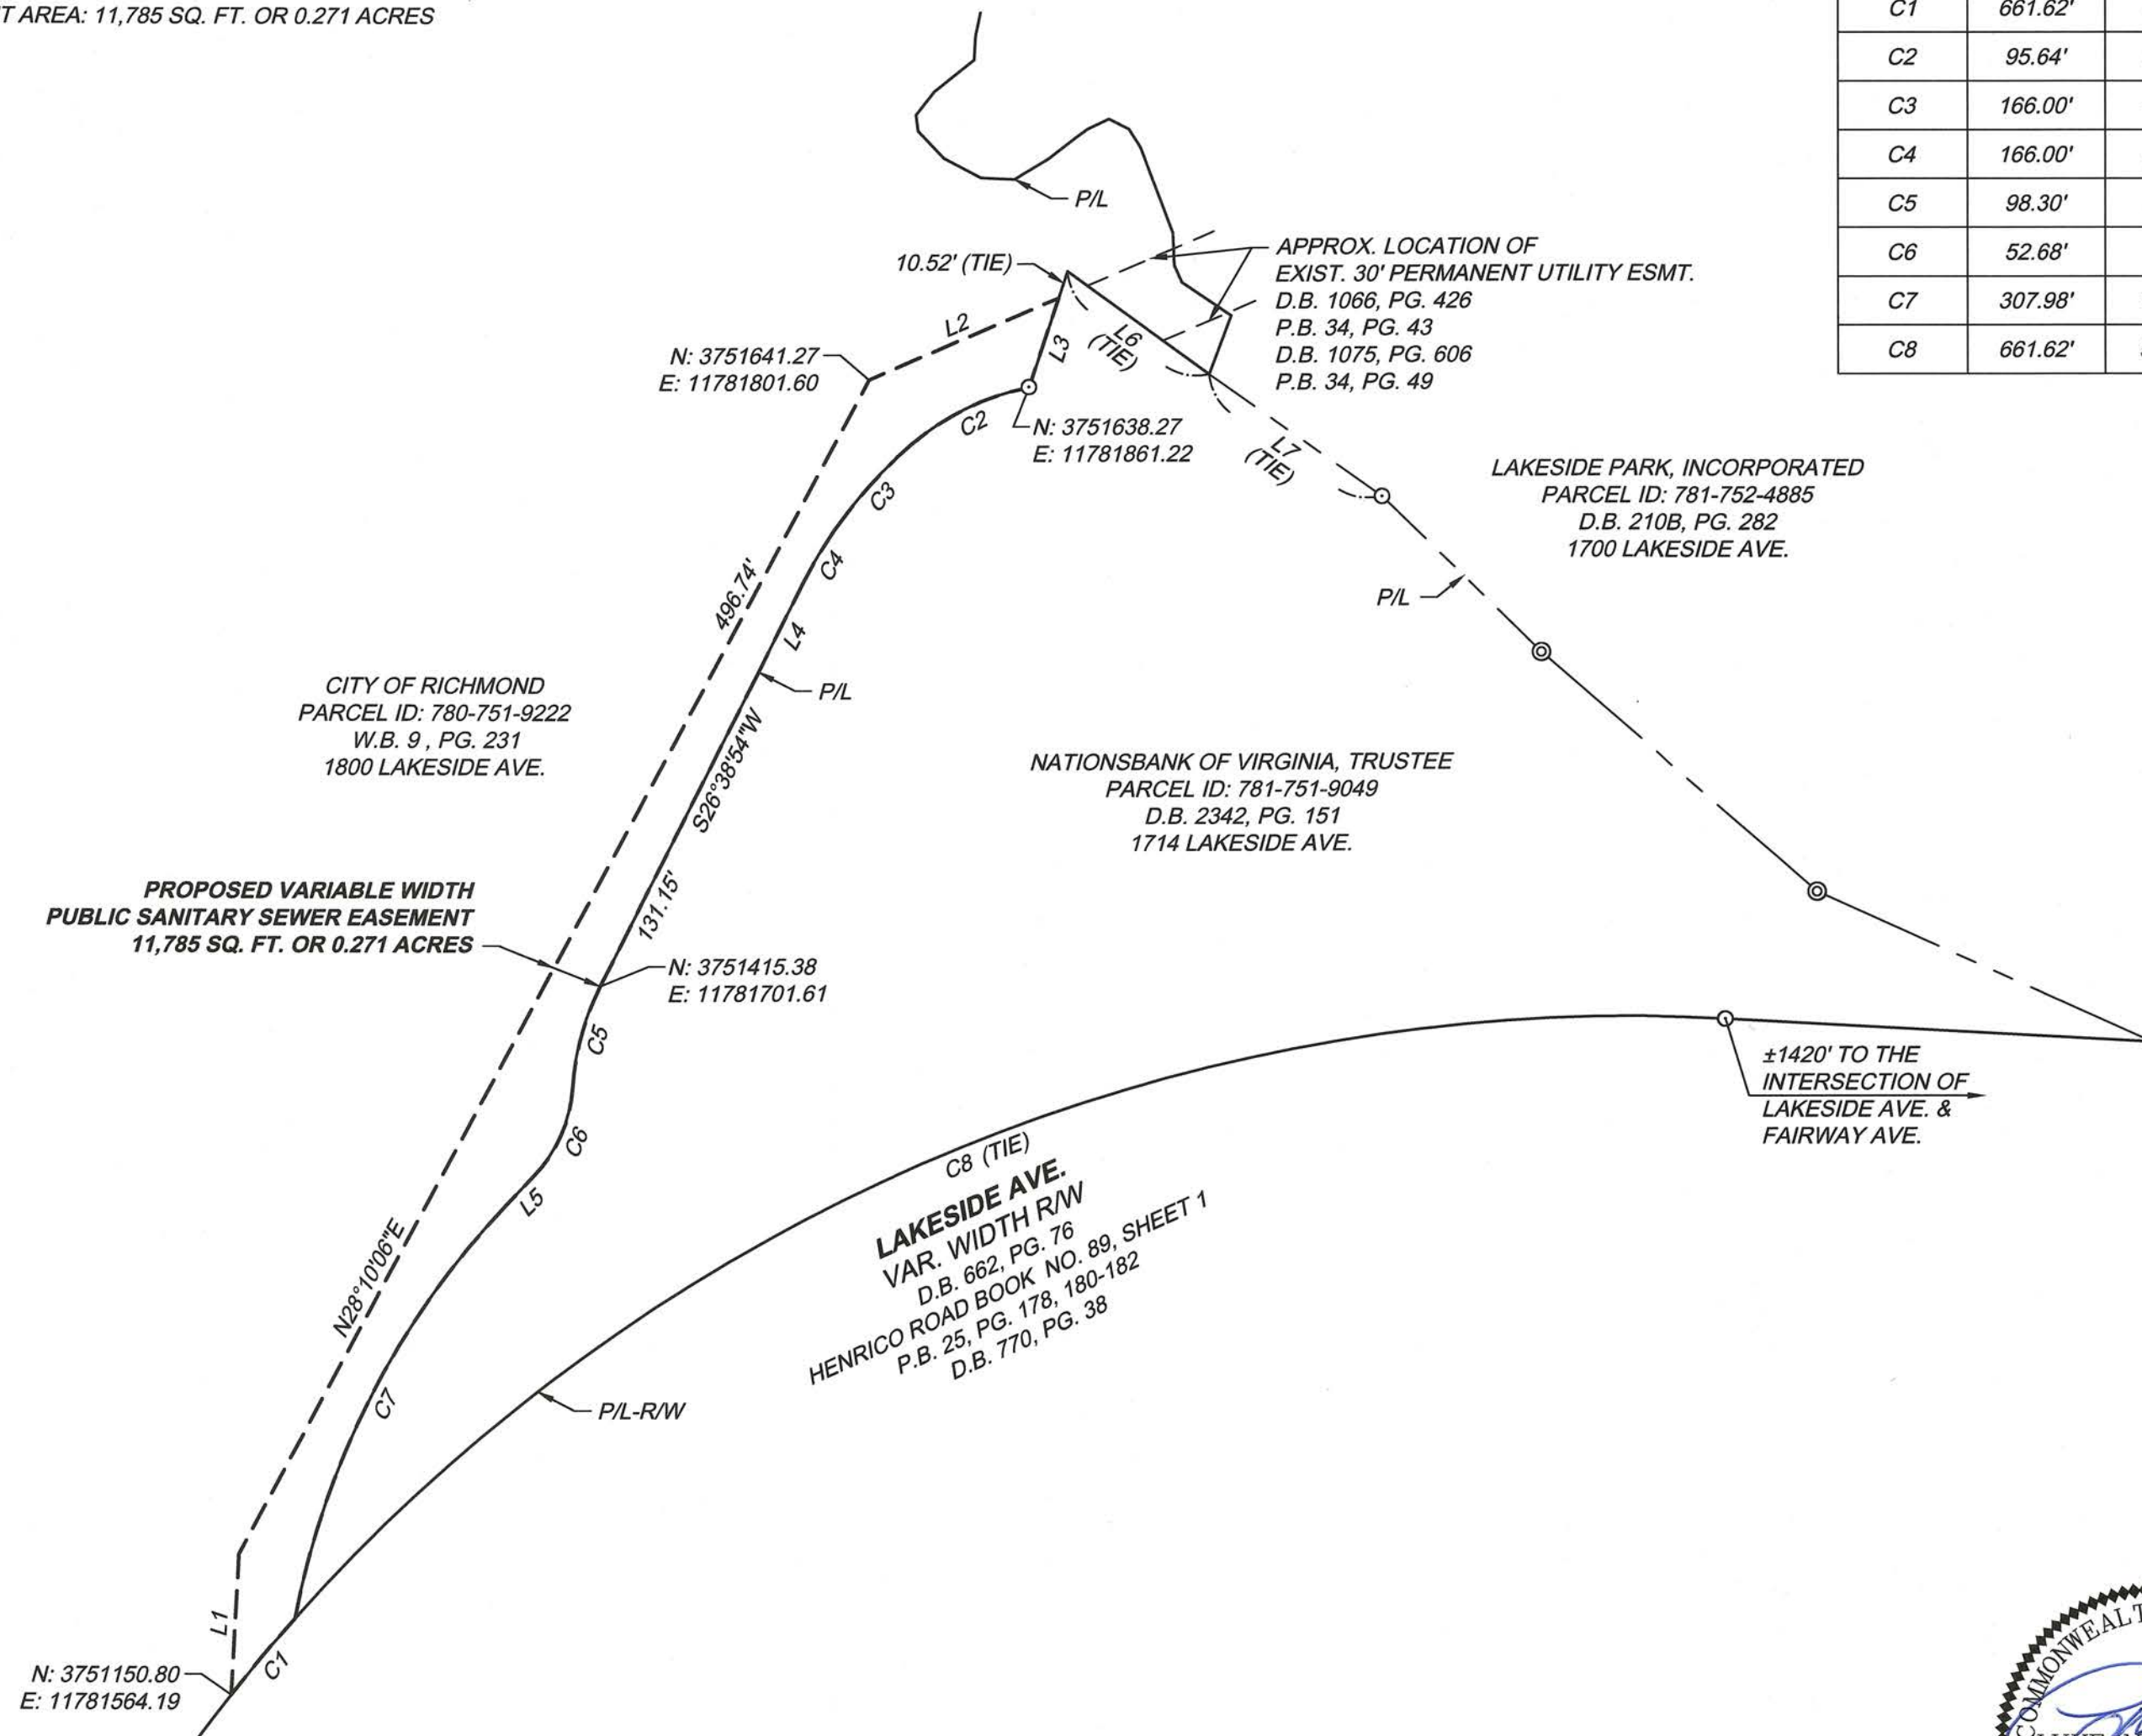 T AREA: 11,785 SQ. FT. OR 0.271 ACRES
C1 661.62'
C2 95.64'
C3 166.00'
C4 166.00'
C5 98.30'
C6 52.68'
C7 307.98'
C8 661.62'
P/L
10.52' (TIE)
APPROX. LOCATION OF
EXIST. 30' PERMANENT UTILITY ESMT.
D.B. 1066, PG. 426
P.B. 34, PG. 43
D.B. 1075, PG. 606
P.B. 34, PG. 49
L2
L3
L6
(TIE)
N: 3751641.27
E: 11781801.60
C2
N: 3751638.27
E: 11781861.22
L7
(TIE)
LAKESIDE PARK, INCORPORATED
PARCEL ID: 781-752-4885
D.B. 210B, PG. 282
1700 LAKESIDE AVE.
C3
C4
496.74'
P/L
L4
P/L
CITY OF RICHMOND
PARCEL ID: 780-751-9222
W.B. 9 , PG. 231
1800 LAKESIDE AVE.
S26°38'54"W
NATIONSBANK OF VIRGINIA, TRUSTEE
PARCEL ID: 781-751-9049
D.B. 2342, PG. 151
1714 LAKESIDE AVE.
131.15'
PROPOSED VARIABLE WIDTH
PUBLIC SANITARY SEWER EASEMENT
11,785 SQ. FT. OR 0.271 ACRES
N: 3751415.38
E: 11781701.61
C5
C6
L5
±1420' TO THE
INTERSECTION OF
LAKESIDE AVE. &
FAIRWAY AVE.
C8 (TIE)
LAKESIDE AVE.
VAR. WIDTH R/W
D.B. 662, PG. 76
HENRICO ROAD BOOK NO. 89, SHEET 1
P.B. 25, PG. 178, 180-182
D.B. 770, PG. 38
N28°10'06"E
C7
P/L-R/W
L1
C1
N: 3751150.80
E: 11781564.19
COMMONWEALT